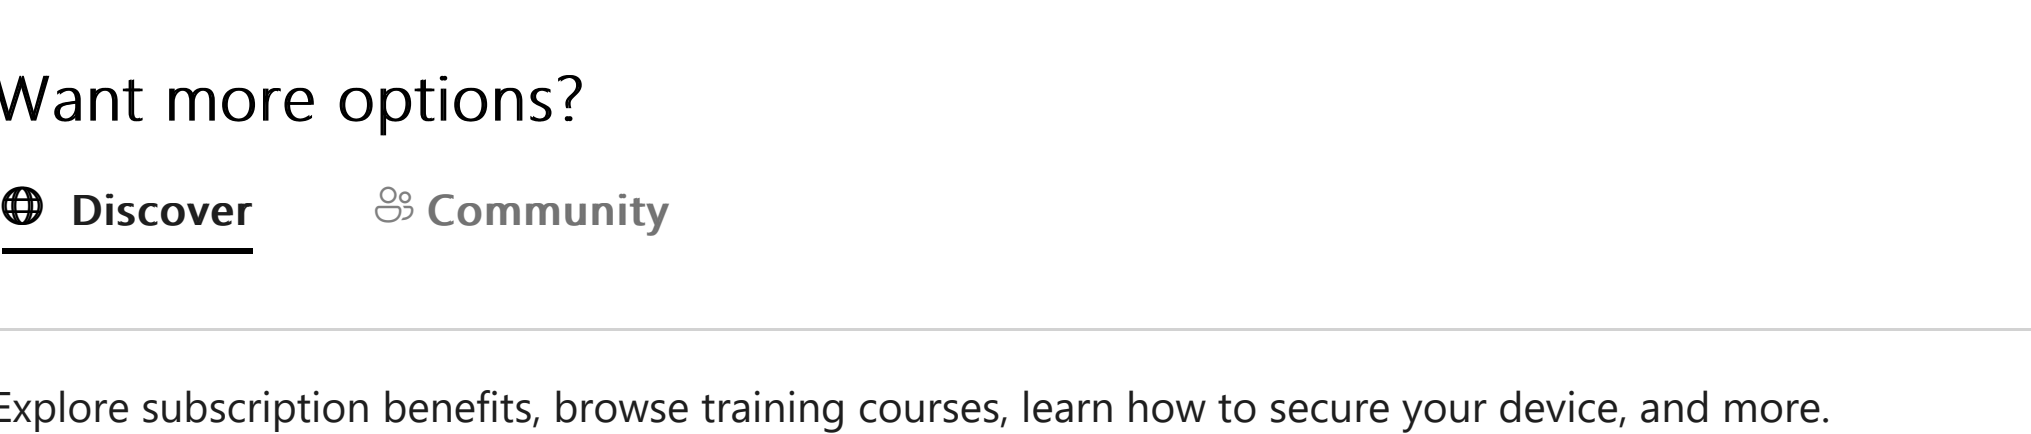 Want more options?
Discover Community
Explore subscription benefits, browse training courses, learn how to secure your device, and more.